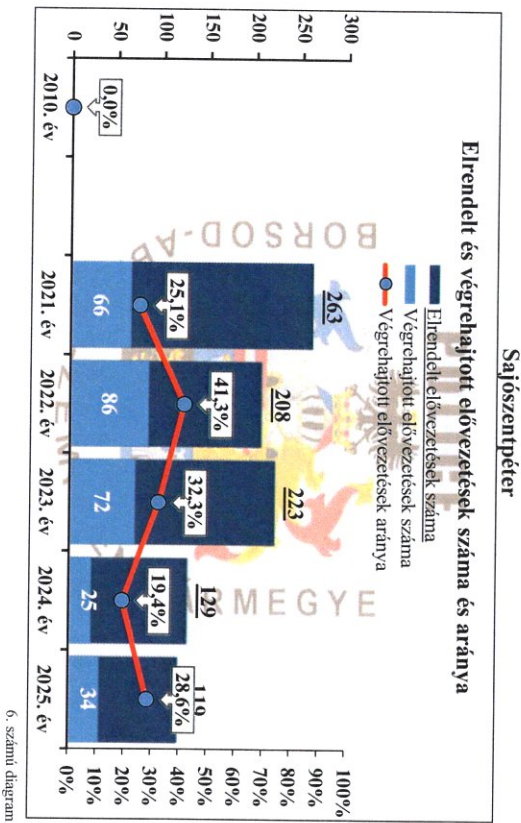 Sajószentpéter
Elrendelt és végrehajtott elővezetések száma és aránya
Elrendelt elővezetések száma
Végrehajtott elővezetések száma
Végrehajtott elővezetések aránya
300
250
200
150
100
50
0
100%
90%
80%
70%
60%
50%
40%
30%
20%
10%
0%
263
208
223
129
119
0,0%
25,1%
41,3%
32,3%
19,4%
28,6%
66
86
72
25
34
2010. év
2021. év
2022. év
2023. év
2024. év
2025. év
BORSOD-AB
ÁRMEGYE
6. számú diagram